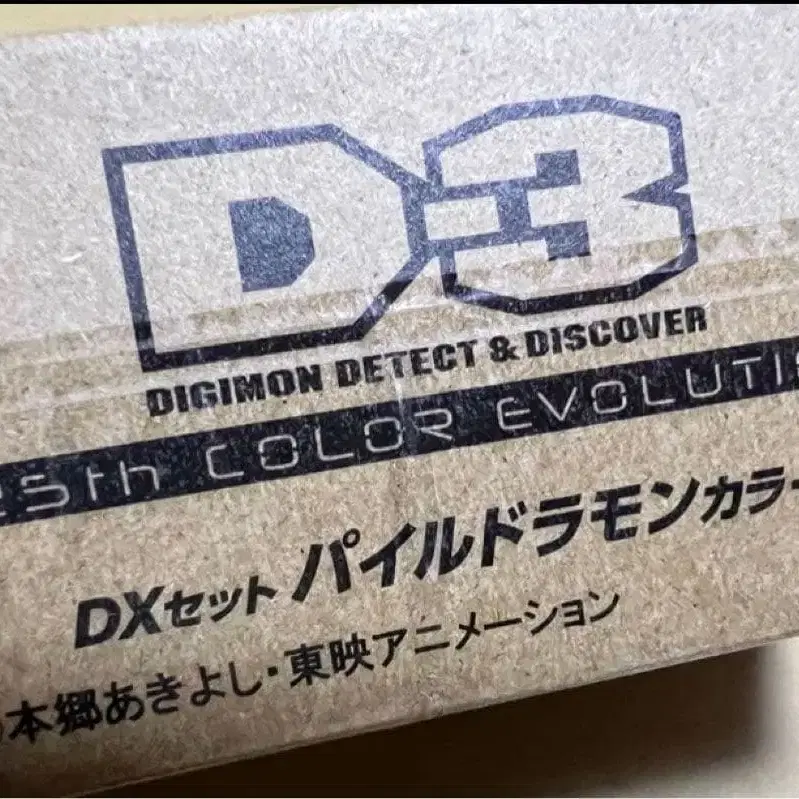 D-3
DIGIMON DETECT & DISCOVER
25th COLOR EVOLUTI
DXセット パイルドラモンカラー
本郷あきよし・東映アニメーション